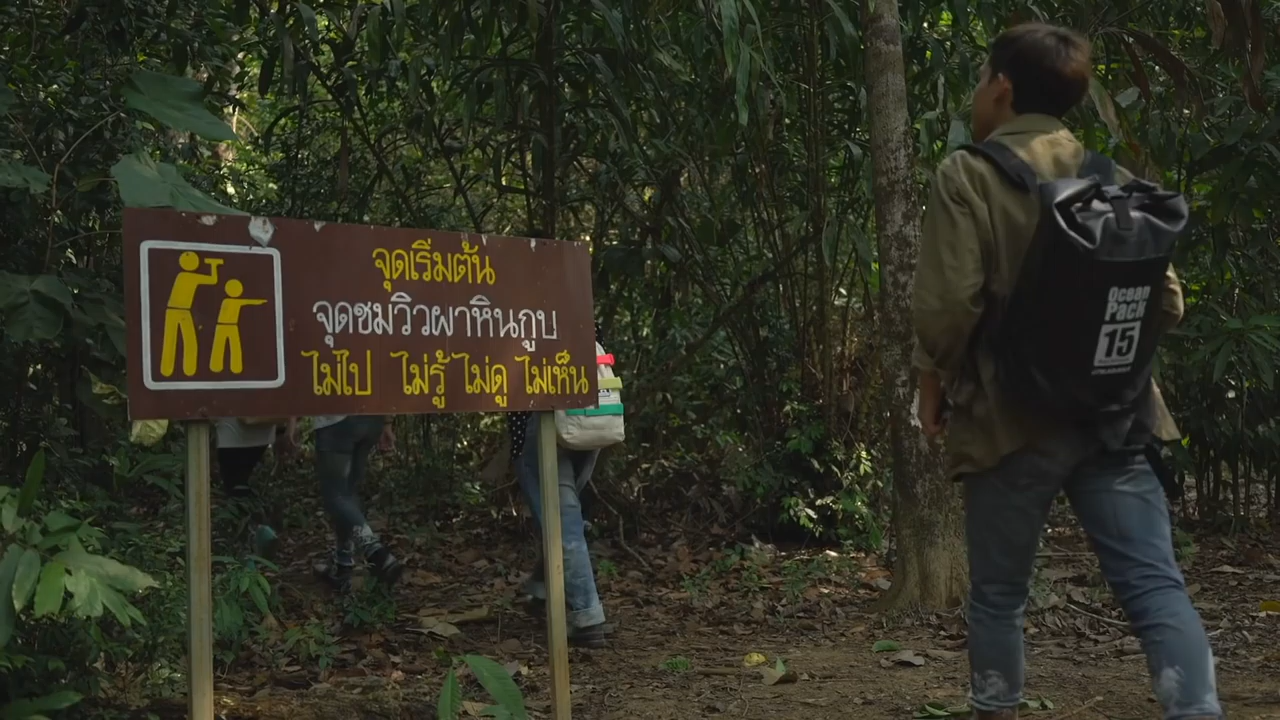 จุดเริ่มต้น
จุดชมวิวผาหินกูบ
ไม่ไป ไม่รู้ ไม่ดู ไม่เห็น
Ocean
Pack
15